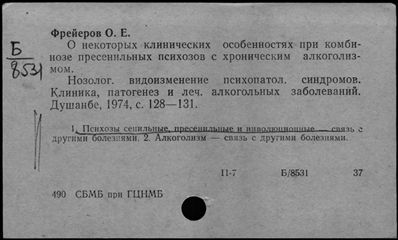 Фрейеров О. Е.
Б
8531
О некоторых клинических особенностях при комби-
нозе пресенильных психозов с хроническим алкоголиз-
мом.
Нозолог. видоизменение психопатол. синдромов.
Клиника, патогенез и леч. алкогольных заболеваний.
Душанбе, 1974, с. 128—131.
1. Психозы сенильные, пресенильные и инволюционные — связь с
другими болезнями. 2. Алкоголизм — связь с другими болезнями.
П-7 Б/8531 37
490 СБМБ при ГЦНМБ